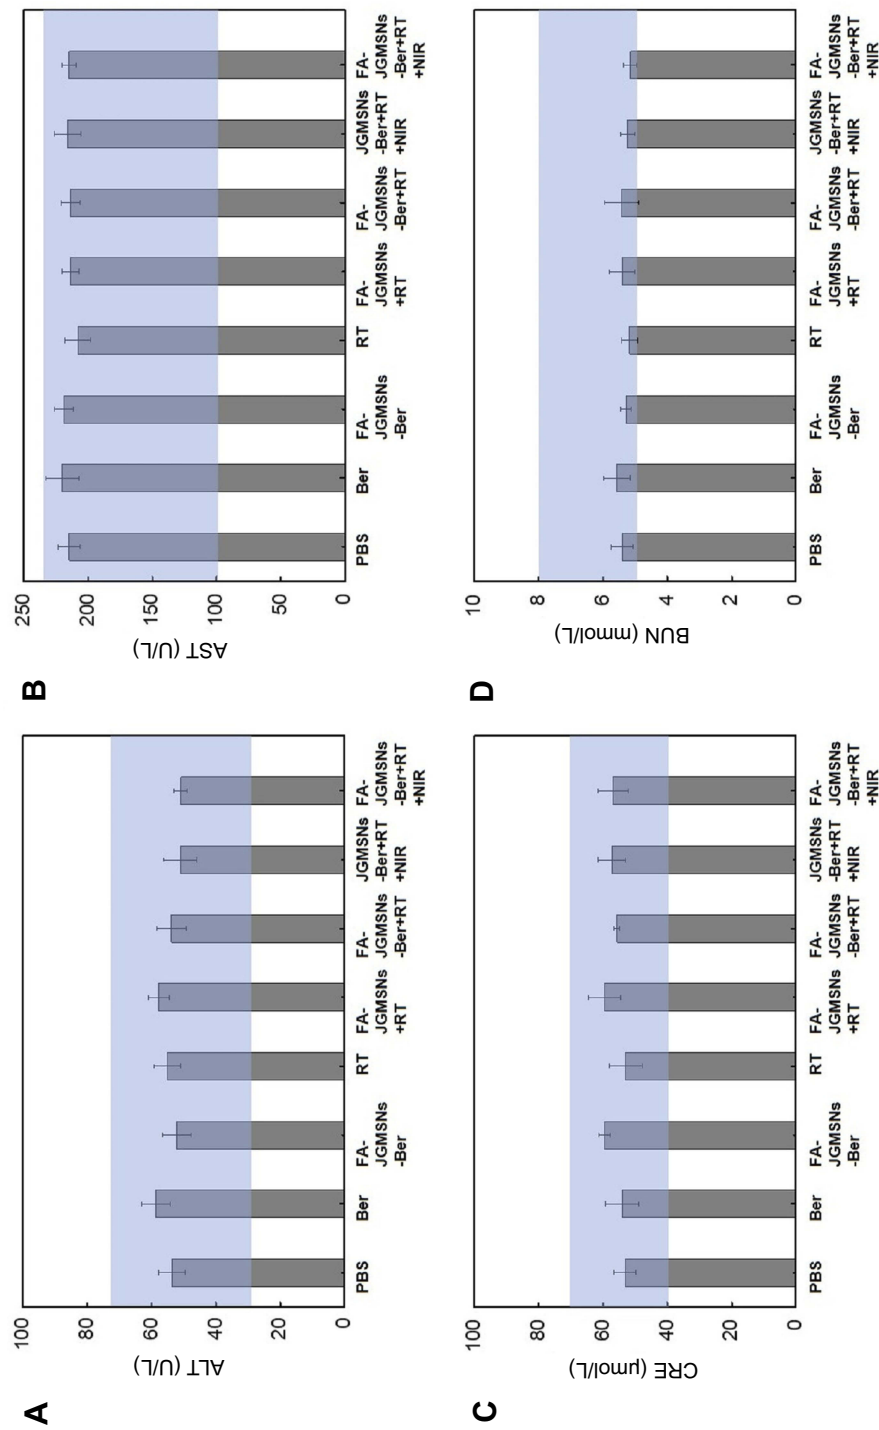 A
ALT (U/L)
100
80
60
40
20
0
PBS
Ber
FA-
JGMSNs
-Ber
RT
FA-
JGMSNs
+RT
FA-
JGMSNs
-Ber+RT
JGMSNs
-Ber+RT
+NIR
FA-
JGMSNs
-Ber+RT
+NIR
B
AST (U/L)
250
200
150
100
50
0
PBS
Ber
FA-
JGMSNs
-Ber
RT
FA-
JGMSNs
+RT
FA-
JGMSNs
-Ber+RT
JGMSNs
-Ber+RT
+NIR
FA-
JGMSNs
-Ber+RT
+NIR
C
CRE (μmol/L)
100
80
60
40
20
0
PBS
Ber
FA-
JGMSNs
-Ber
RT
FA-
JGMSNs
+RT
FA-
JGMSNs
-Ber+RT
JGMSNs
-Ber+RT
+NIR
FA-
JGMSNs
-Ber+RT
+NIR
D
BUN (mmol/L)
10
8
6
4
2
0
PBS
Ber
FA-
JGMSNs
-Ber
RT
FA-
JGMSNs
+RT
FA-
JGMSNs
-Ber+RT
JGMSNs
-Ber+RT
+NIR
FA-
JGMSNs
-Ber+RT
+NIR